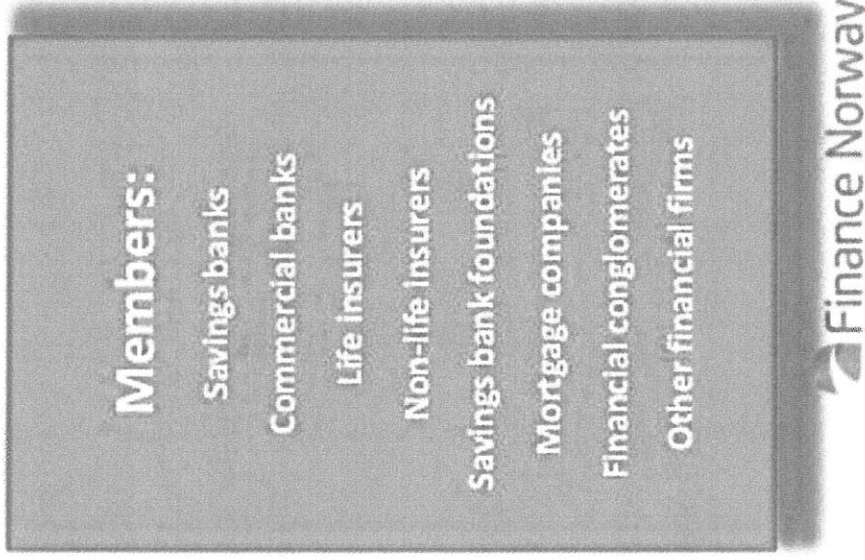 Members:
Savings banks
Commercial banks
Life insurers
Non-life insurers
Savings bank foundations
Mortgage companies
Financial conglomerates
Other financial firms
Finance Norway